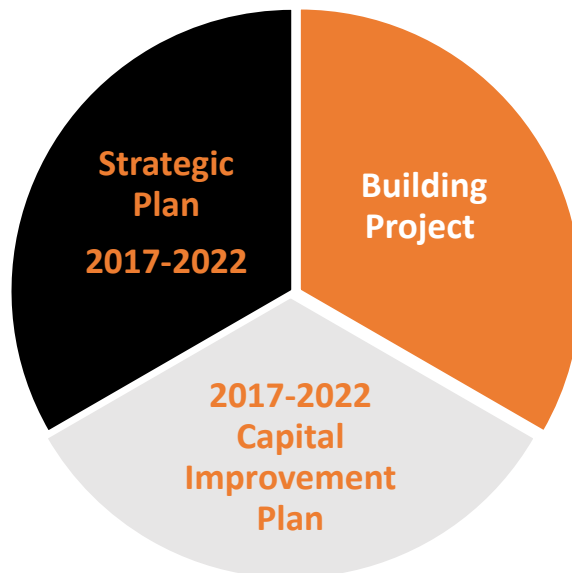 Strategic
Plan
2017-2022
Building
Project
2017-2022
Capital
Improvement
Plan